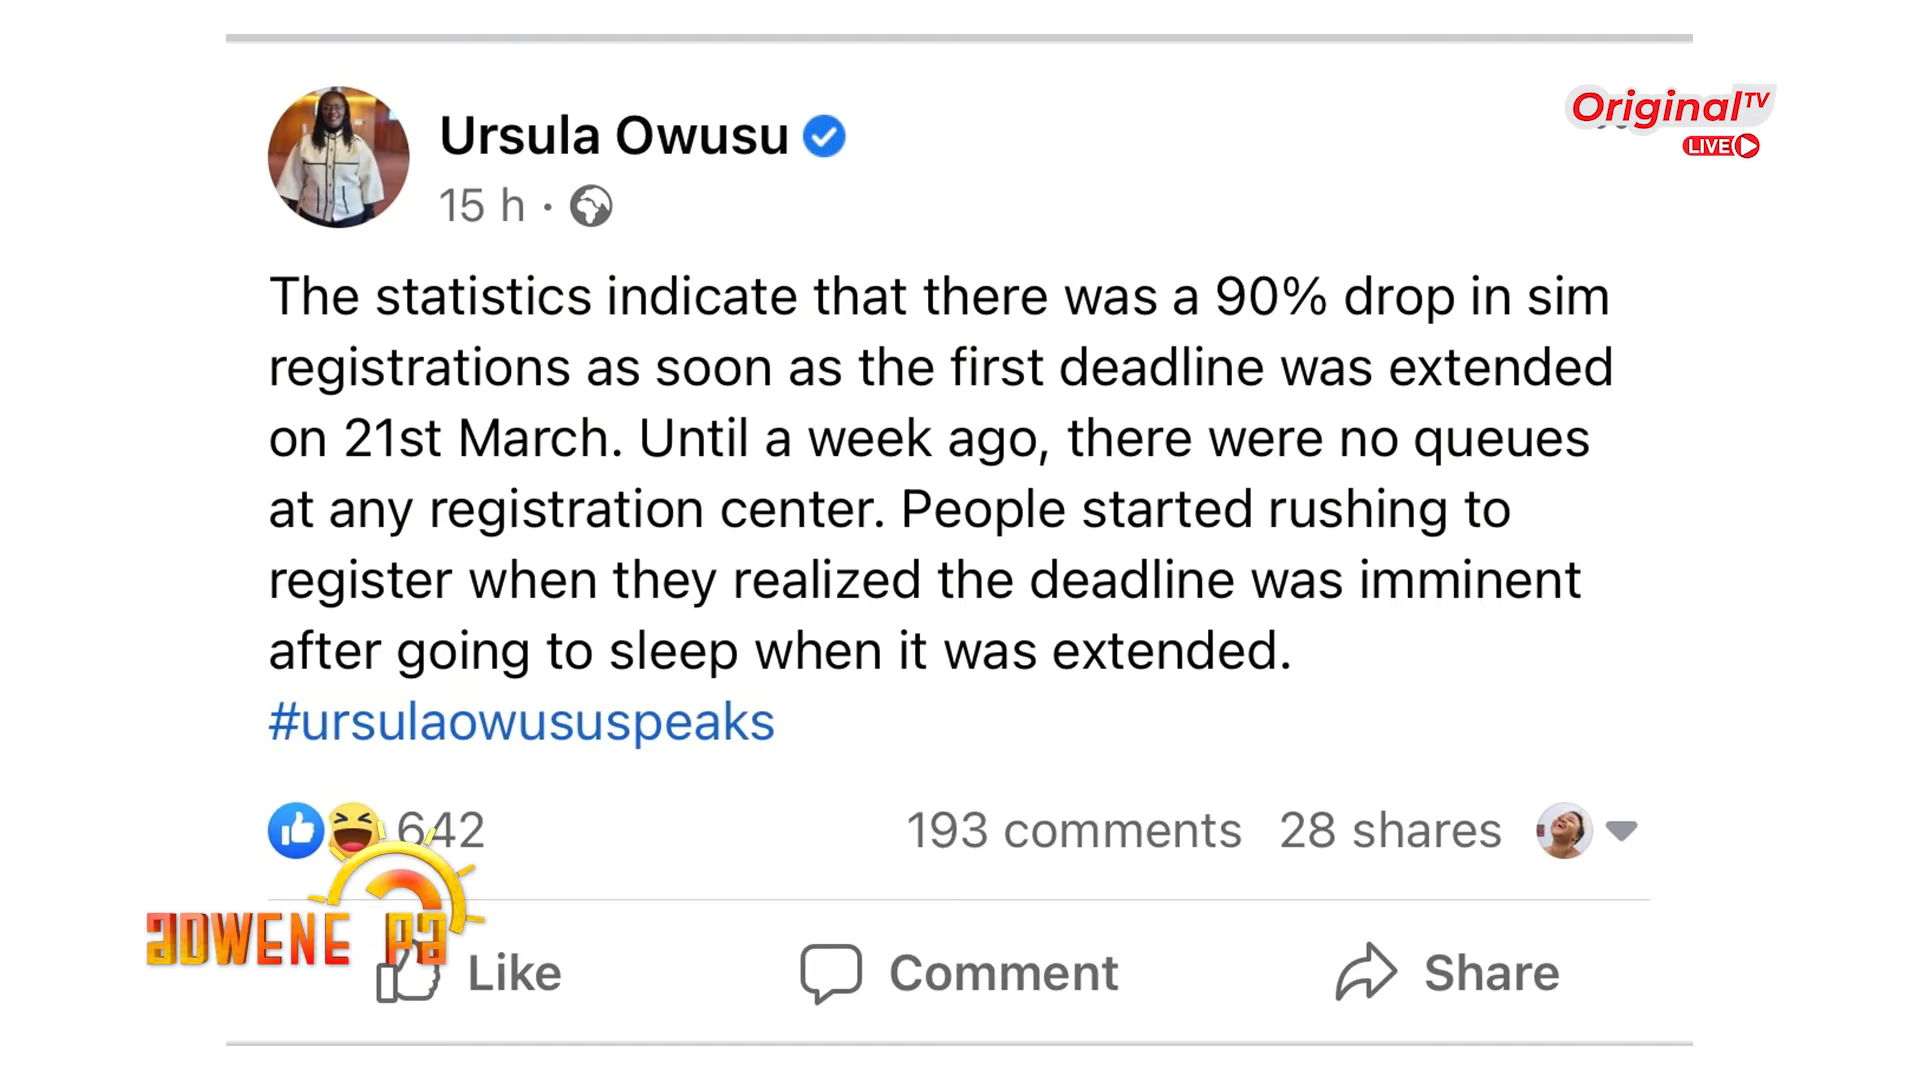 Original TV
LIVE
Ursula Owusu
15 h ·
The statistics indicate that there was a 90% drop in sim
registrations as soon as the first deadline was extended
on 21st March. Until a week ago, there were no queues
at any registration center. People started rushing to
register when they realized the deadline was imminent
after going to sleep when it was extended.
#ursulaowususpeaks
642
193 comments 28 shares
ADWENE PA
Like
Comment
Share